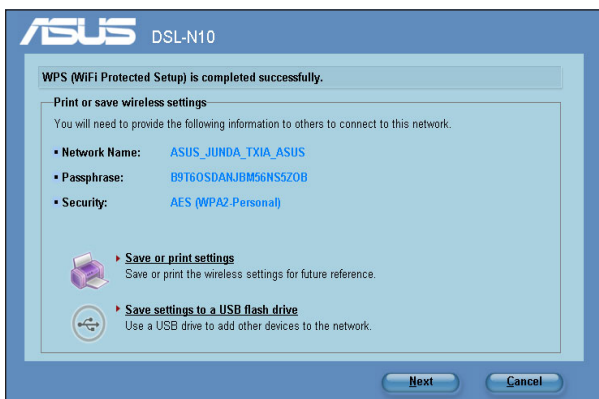 ASUS DSL-N10
WPS (WiFi Protected Setup) is completed successfully.
Print or save wireless settings
You will need to provide the following information to others to connect to this network.
▪ Network Name: ASUS_JUNDA_TXIA_ASUS
▪ Passphrase: B9T6OSDANJBM56NS5ZOB
▪ Security: AES (WPA2-Personal)
Save or print settings
Save or print the wireless settings for future reference.
Save settings to a USB flash drive
Use a USB drive to add other devices to the network.
Next Cancel